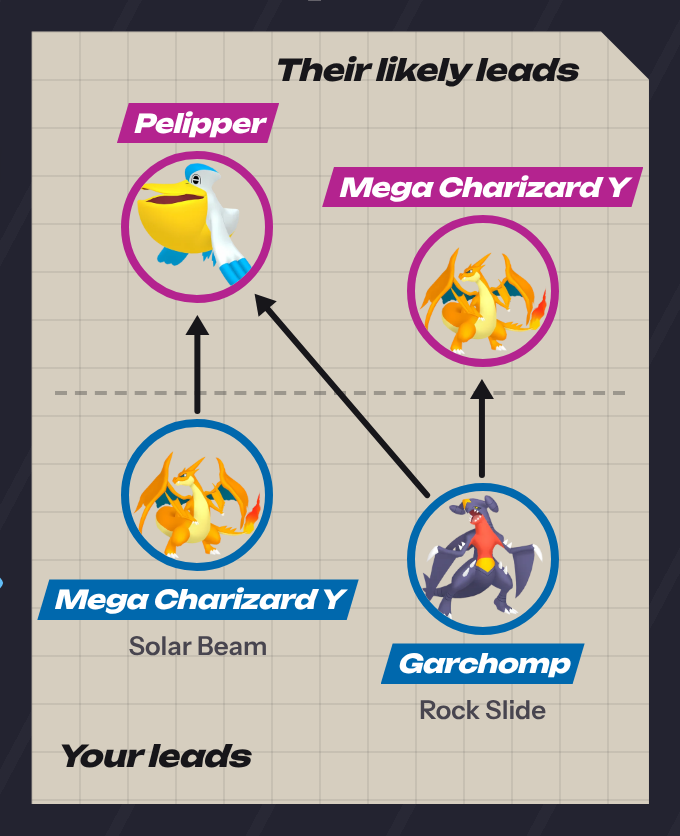 Their likely leads
Pelipper
Mega Charizard Y
Mega Charizard Y
Solar Beam
Garchomp
Rock Slide
Your leads